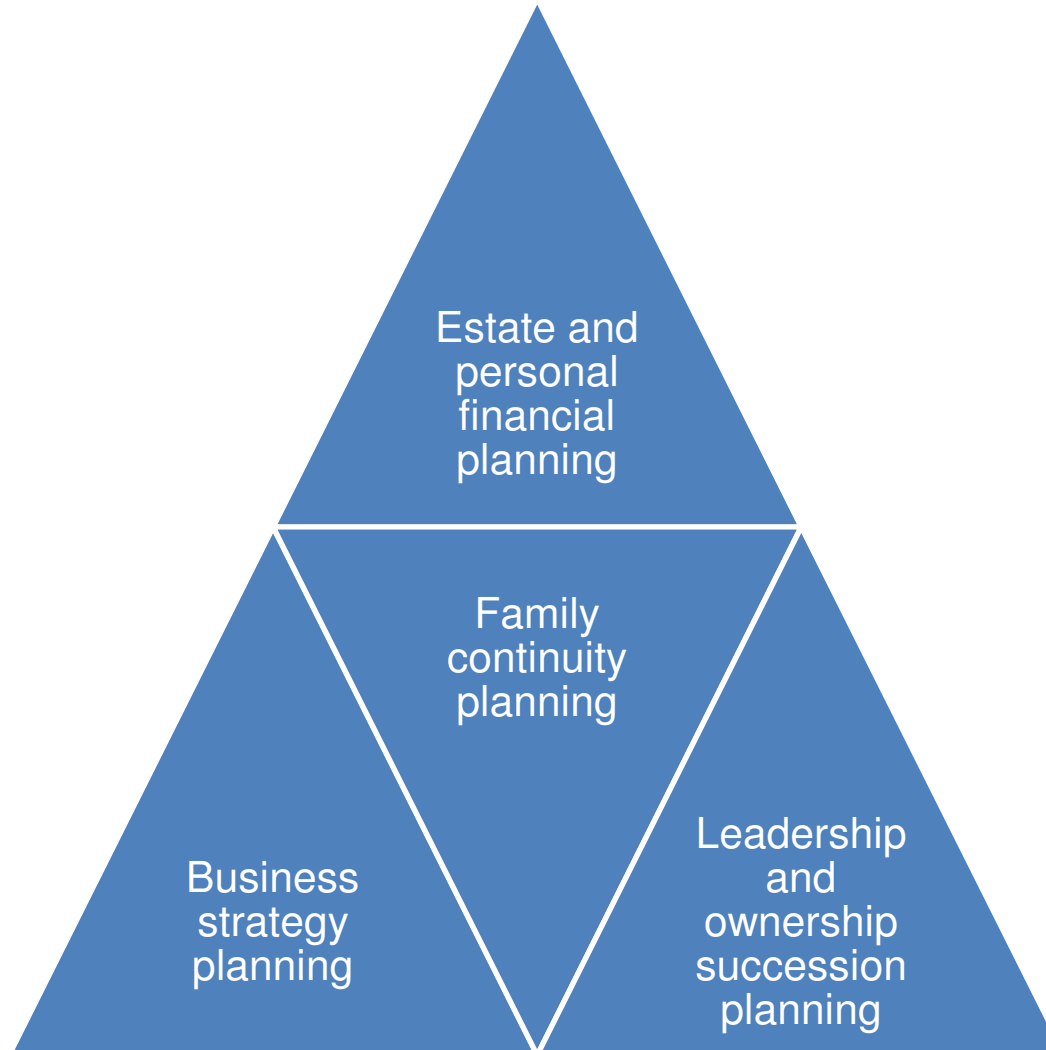 Estate and
personal
financial
planning
Family
continuity
planning
Business
strategy
planning
Leadership
and
ownership
succession
planning